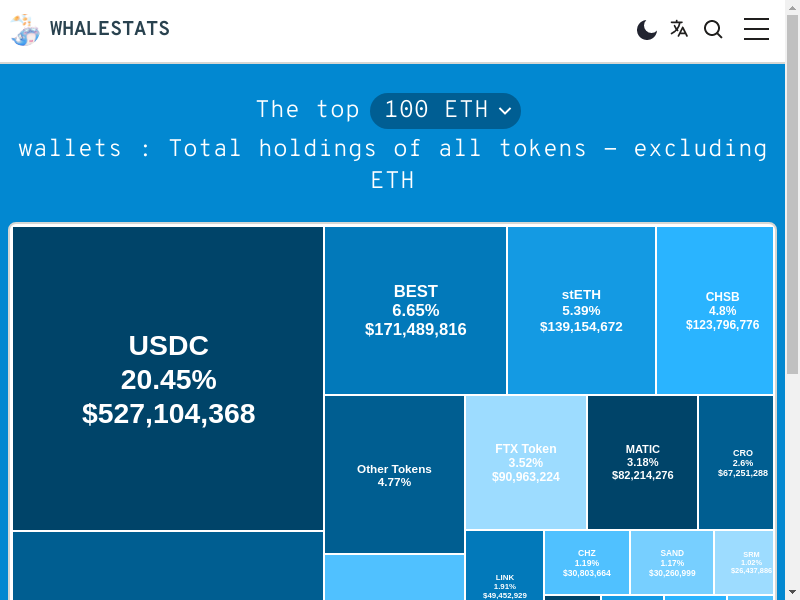 WHALESTATS
The top 100 ETH
wallets : Total holdings of all tokens – excluding
ETH
USDC
20.45%
$527,104,368
BEST
6.65%
$171,489,816
stETH
5.39%
$139,154,672
CHSB
4.8%
$123,796,776
Other Tokens
4.77%
FTX Token
3.52%
$90,963,224
MATIC
3.18%
$82,214,276
CRO
2.6%
$67,251,288
LINK
1.91%
$49,452,929
CHZ
1.19%
$30,803,664
SAND
1.17%
$30,260,999
SRM
1.02%
$26,437,886